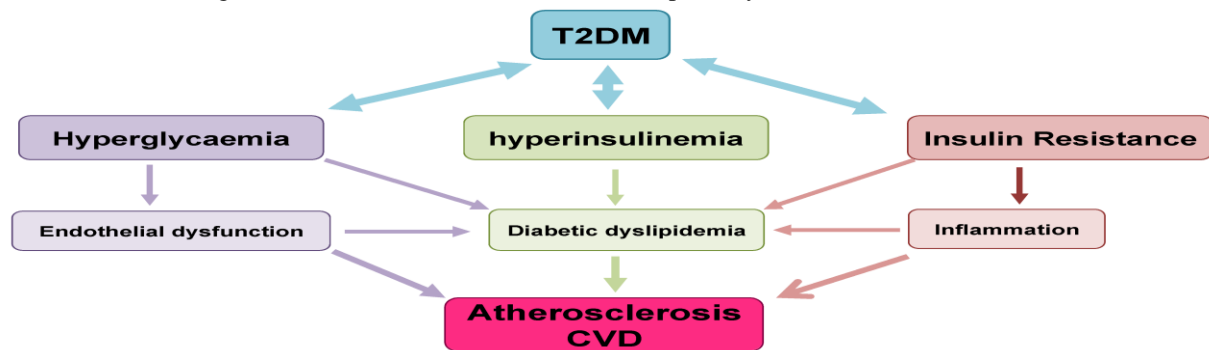 T2DM
Hyperglycaemia
hyperinsulinemia
Insulin Resistance
Endothelial dysfunction
Diabetic dyslipidemia
Inflammation
Atherosclerosis
CVD